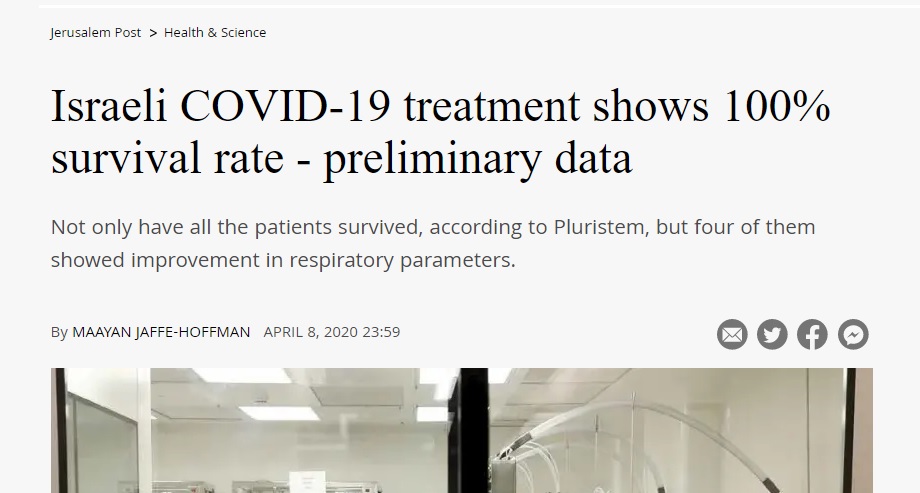 Jerusalem Post > Health & Science
Israeli COVID-19 treatment shows 100%
survival rate - preliminary data
Not only have all the patients survived, according to Pluristem, but four of them
showed improvement in respiratory parameters.
By MAAYAN JAFFE-HOFFMAN APRIL 8, 2020 23:59